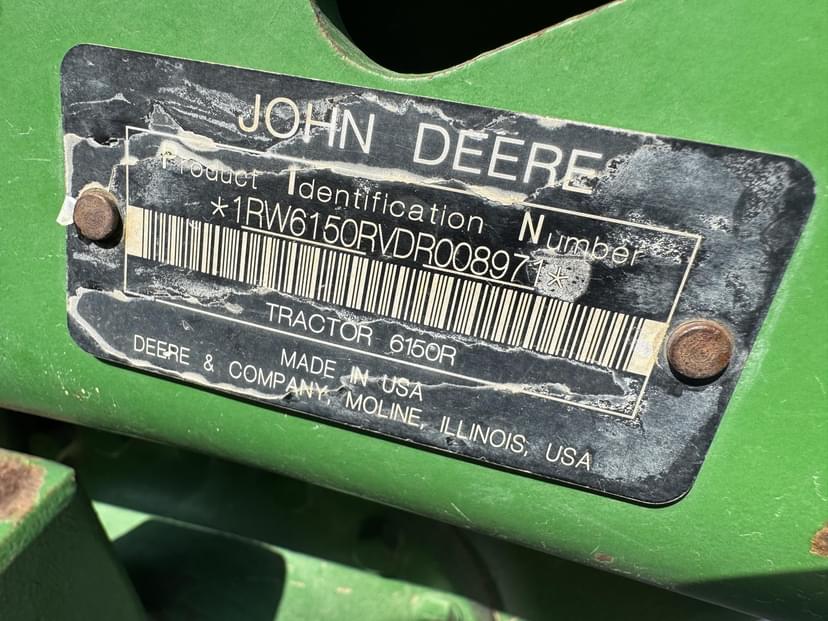 JOHN DEERE
Product Identification Number
*1RW6150RVDR008971*
TRACTOR 6150R
MADE IN USA
DEERE & COMPANY, MOLINE, ILLINOIS, USA